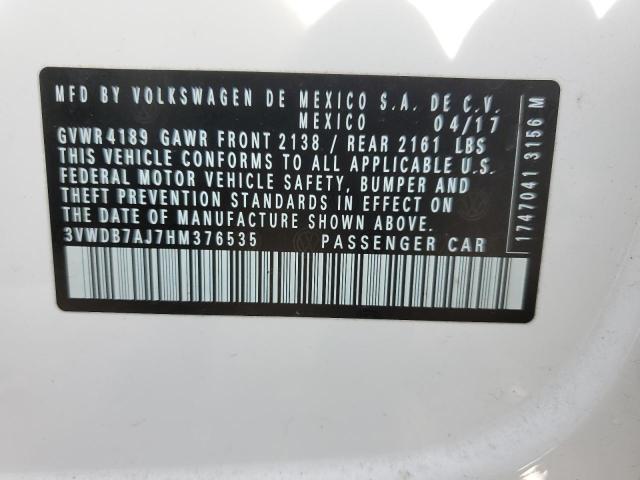 MFD BY VOLKSWAGEN DE MEXICO S.A. DE C.V.
MEXICO 04/17
GVWR 4189 GAWR FRONT 2138 / REAR 2161 LBS
THIS VEHICLE CONFORMS TO ALL APPLICABLE U.S.
FEDERAL MOTOR VEHICLE SAFETY, BUMPER AND
THEFT PREVENTION STANDARDS IN EFFECT ON
THE DATE OF MANUFACTURE SHOWN ABOVE.
3VWDB7AJ7HM376535 PASSENGER CAR
1747041 3156 M